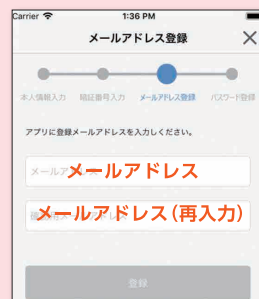 Carrier 1:36 PM
メールアドレス登録
本人情報入力 暗証番号入力 メールアドレス登録 パスワード登録
アプリに登録メールアドレスを入力ください。
メールアドレス
メールアドレス(再入力)
登録